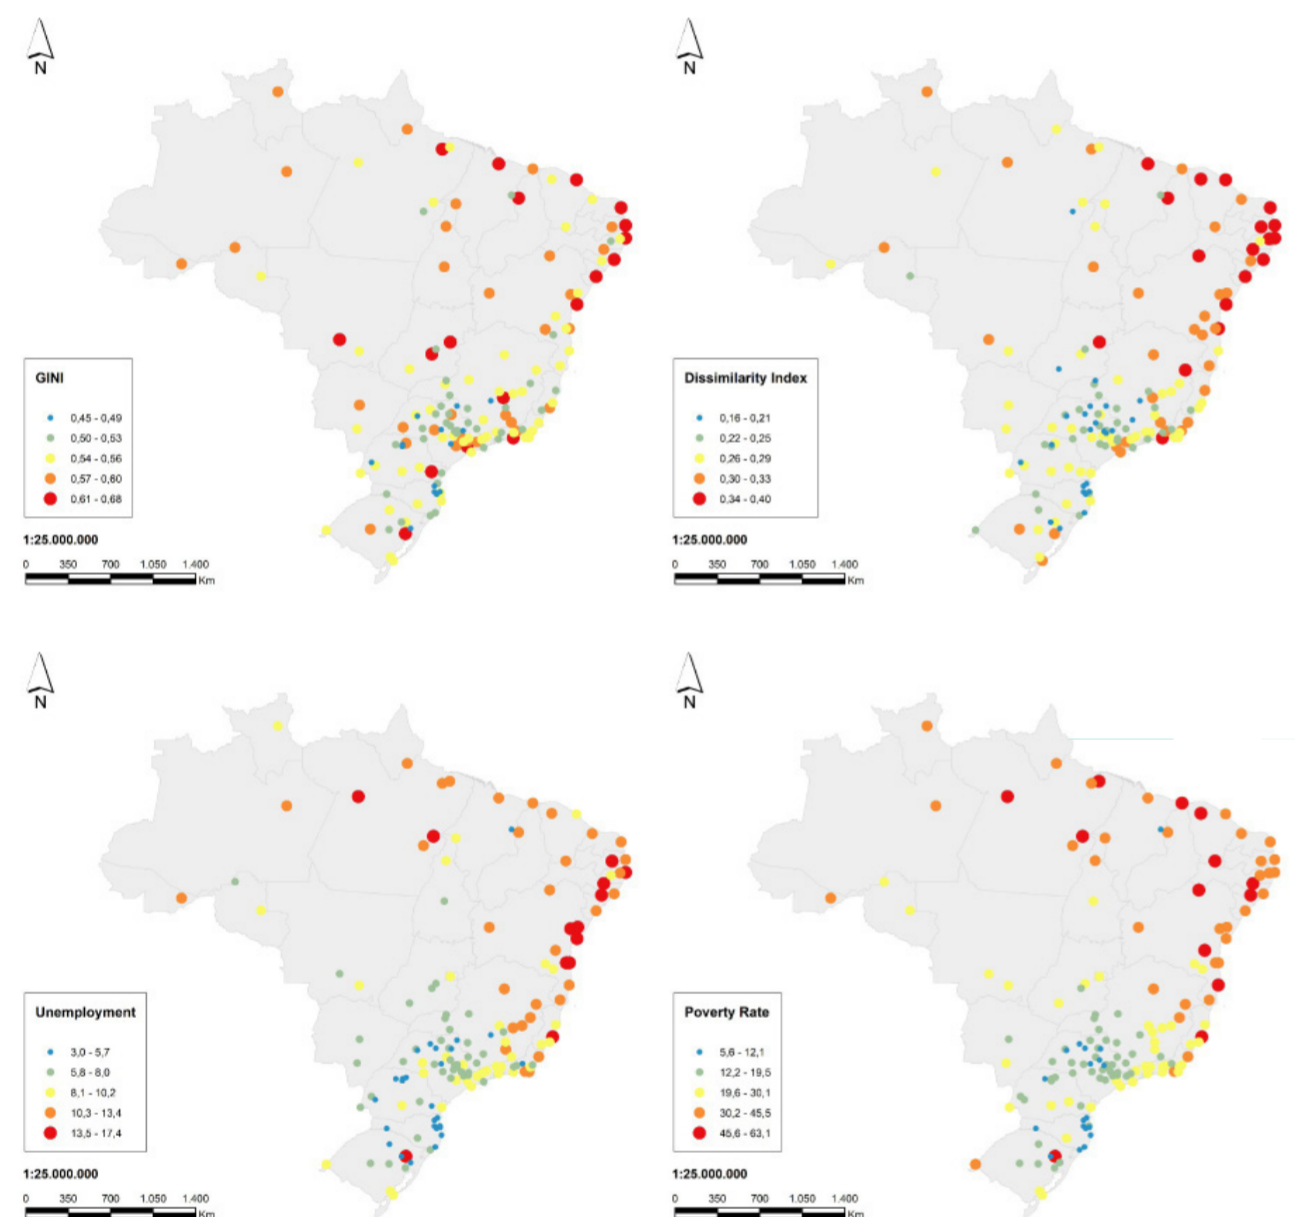 N
N
GINI
0,45 - 0,49
0,50 - 0,53
0,54 - 0,56
0,57 - 0,60
0,61 - 0,68
1:25.000.000
0 350 700 1.050 1.400
Km
Dissimilarity Index
0,16 - 0,21
0,22 - 0,25
0,26 - 0,29
0,30 - 0,33
0,34 - 0,40
1:25.000.000
0 350 700 1.050 1.400
Km
N
N
Unemployment
3,0 - 5,7
5,8 - 8,0
8,1 - 10,2
10,3 - 13,4
13,5 - 17,4
1:25.000.000
0 350 700 1.050 1.400
Km
Poverty Rate
5,6 - 12,1
12,2 - 19,5
19,6 - 30,1
30,2 - 45,5
45,6 - 63,1
1:25.000.000
0 350 700 1.050 1.400
Km